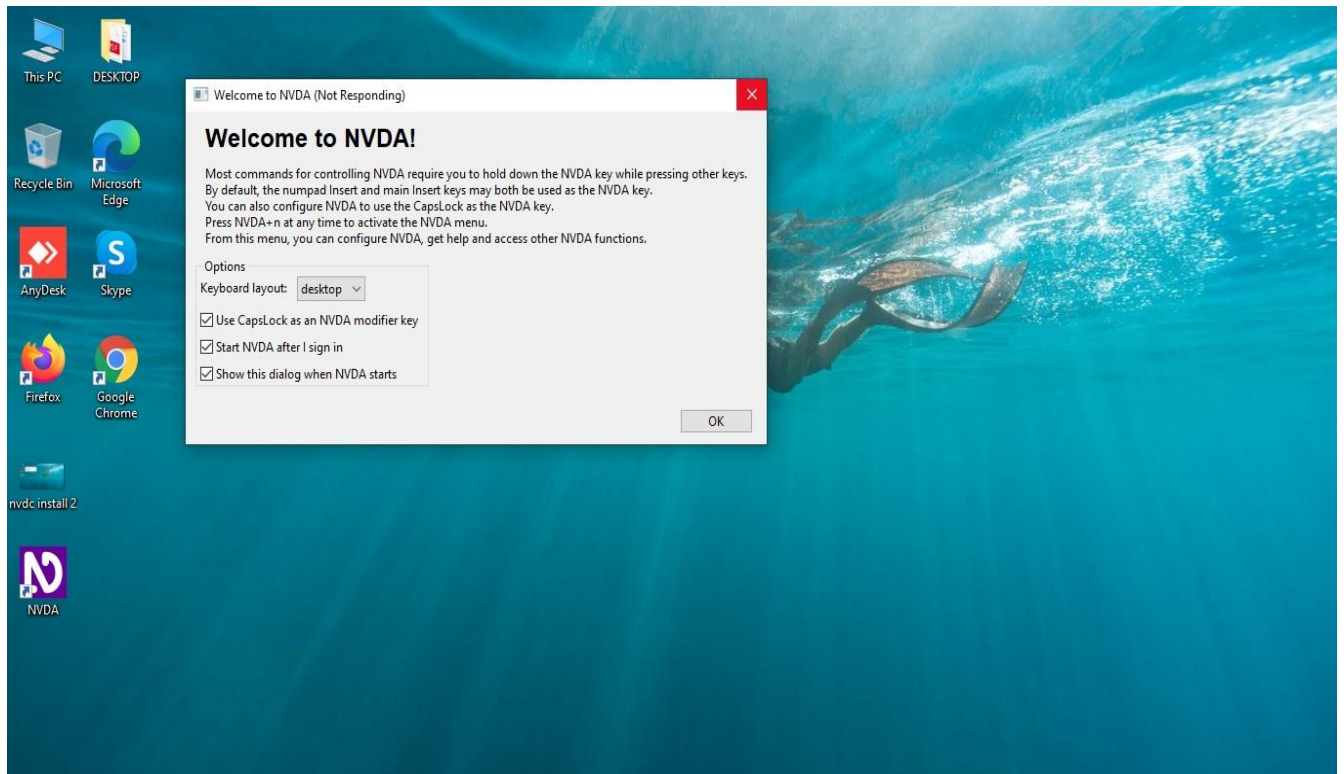 This PC
DESKTOP
Recycle Bin
Microsoft
Edge
AnyDesk
Skype
Firefox
Google
Chrome
nvdc install 2
NVDA
Welcome to NVDA (Not Responding)
Welcome to NVDA!
Most commands for controlling NVDA require you to hold down the NVDA key while pressing other keys.
By default, the numpad Insert and main Insert keys may both be used as the NVDA key.
You can also configure NVDA to use the CapsLock as the NVDA key.
Press NVDA+n at any time to activate the NVDA menu.
From this menu, you can configure NVDA, get help and access other NVDA functions.
Options
Keyboard layout: desktop
Use CapsLock as an NVDA modifier key
Start NVDA after I sign in
Show this dialog when NVDA starts
OK